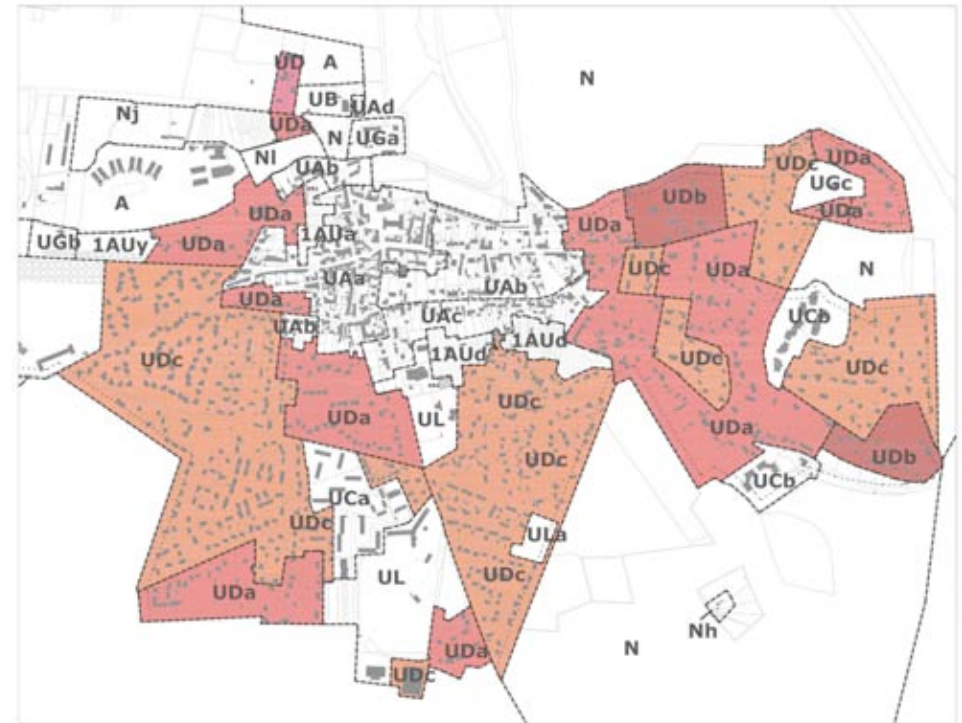 UD
A
N
UB
UAd
Nj
UDa
N
UGa
NI
UAb
UDc
UDa
UGc
UDb
A
UDa
UDa
UDa
UGb
1AUy
UDa
1AUa
UAa
UDc
UDa
N
UAb
UDa
UAb
UAc
UCb
1AUd
1AUd
UDc
UDc
UDc
UDc
UDa
UL
UDa
UDc
UDb
UCb
UCa
UDc
ULa
UL
UDc
UDa
Nh
N
UDa
UDc